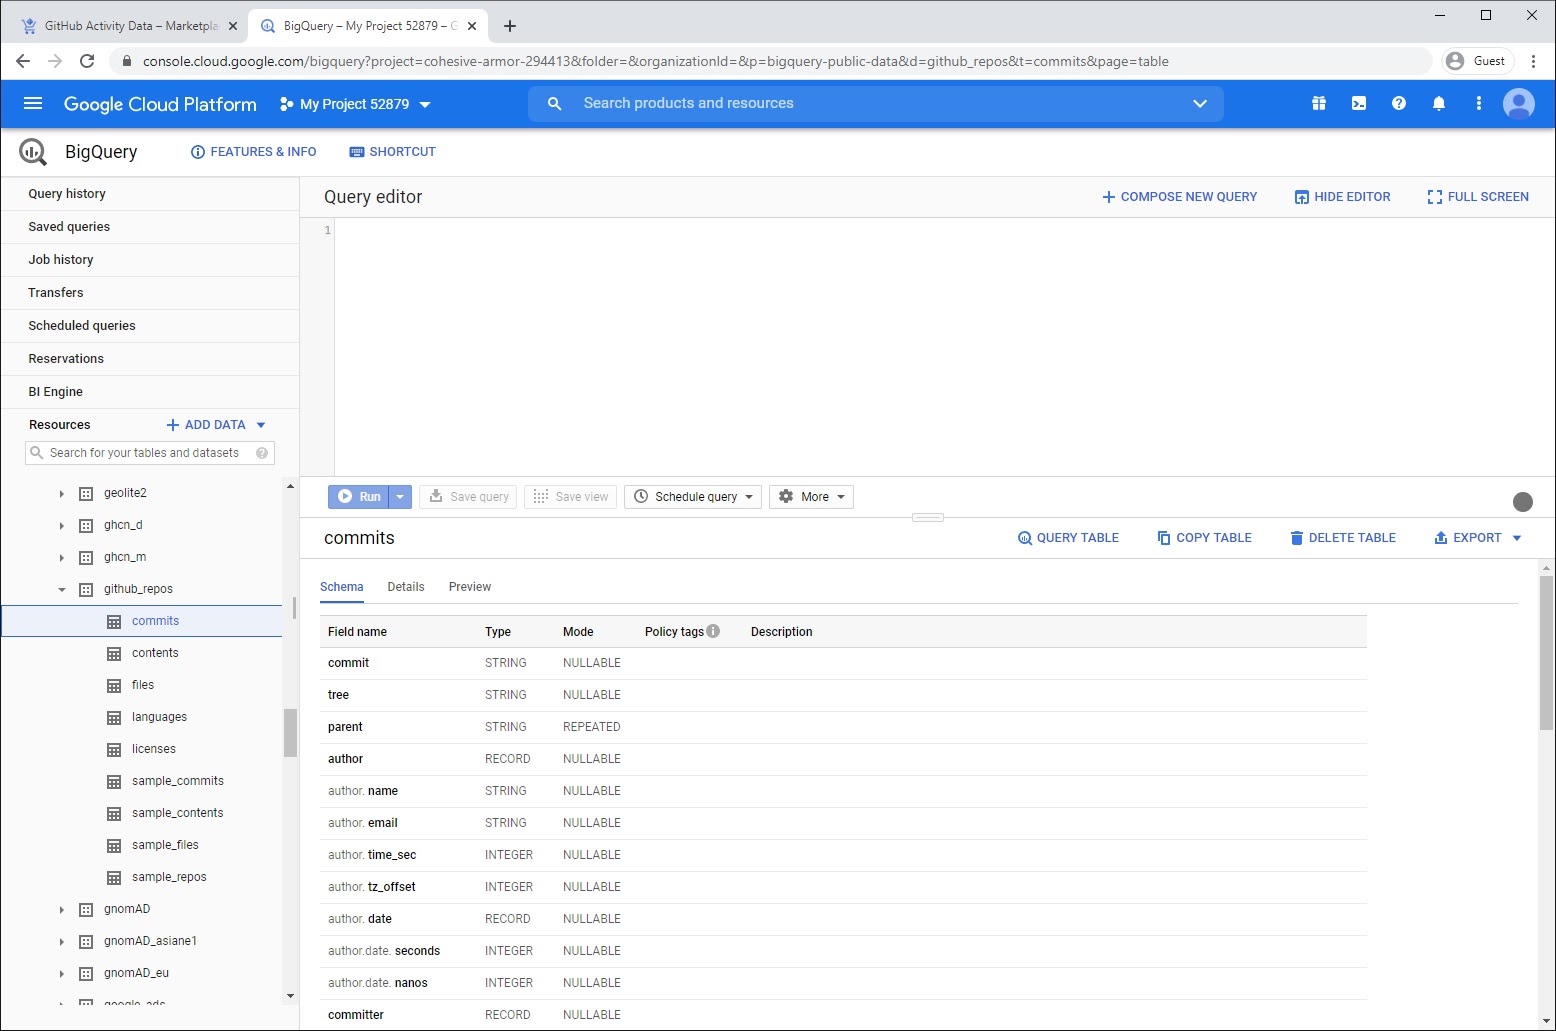 GitHub Activity Data – Marketpla
BigQuery – My Project 52879 – G
console.cloud.google.com/bigquery?project=cohesive-armor-294413&folder=&organizationId=&p=bigquery-public-data&d=github_repos&t=commits&page=table
Guest
Google Cloud Platform
My Project 52879
Search products and resources
BigQuery
FEATURES & INFO
SHORTCUT
Query history
Saved queries
Job history
Transfers
Scheduled queries
Reservations
BI Engine
Resources
ADD DATA
Search for your tables and datasets
geolite2
ghcn_d
ghcn_m
github_repos
commits
contents
files
languages
licenses
sample_commits
sample_contents
sample_files
sample_repos
gnomAD
gnomAD_asiane1
gnomAD_eu
google_ads
Query editor
COMPOSE NEW QUERY
HIDE EDITOR
FULL SCREEN
1
Run
Save query
Save view
Schedule query
More
commits
QUERY TABLE
COPY TABLE
DELETE TABLE
EXPORT
Schema Details Preview
Field name Type Mode Policy tags Description
commit STRING NULLABLE
tree STRING NULLABLE
parent STRING REPEATED
author RECORD NULLABLE
author. name STRING NULLABLE
author. email STRING NULLABLE
author. time_sec INTEGER NULLABLE
author. tz_offset INTEGER NULLABLE
author. date RECORD NULLABLE
author.date. seconds INTEGER NULLABLE
author.date. nanos INTEGER NULLABLE
committer RECORD NULLABLE